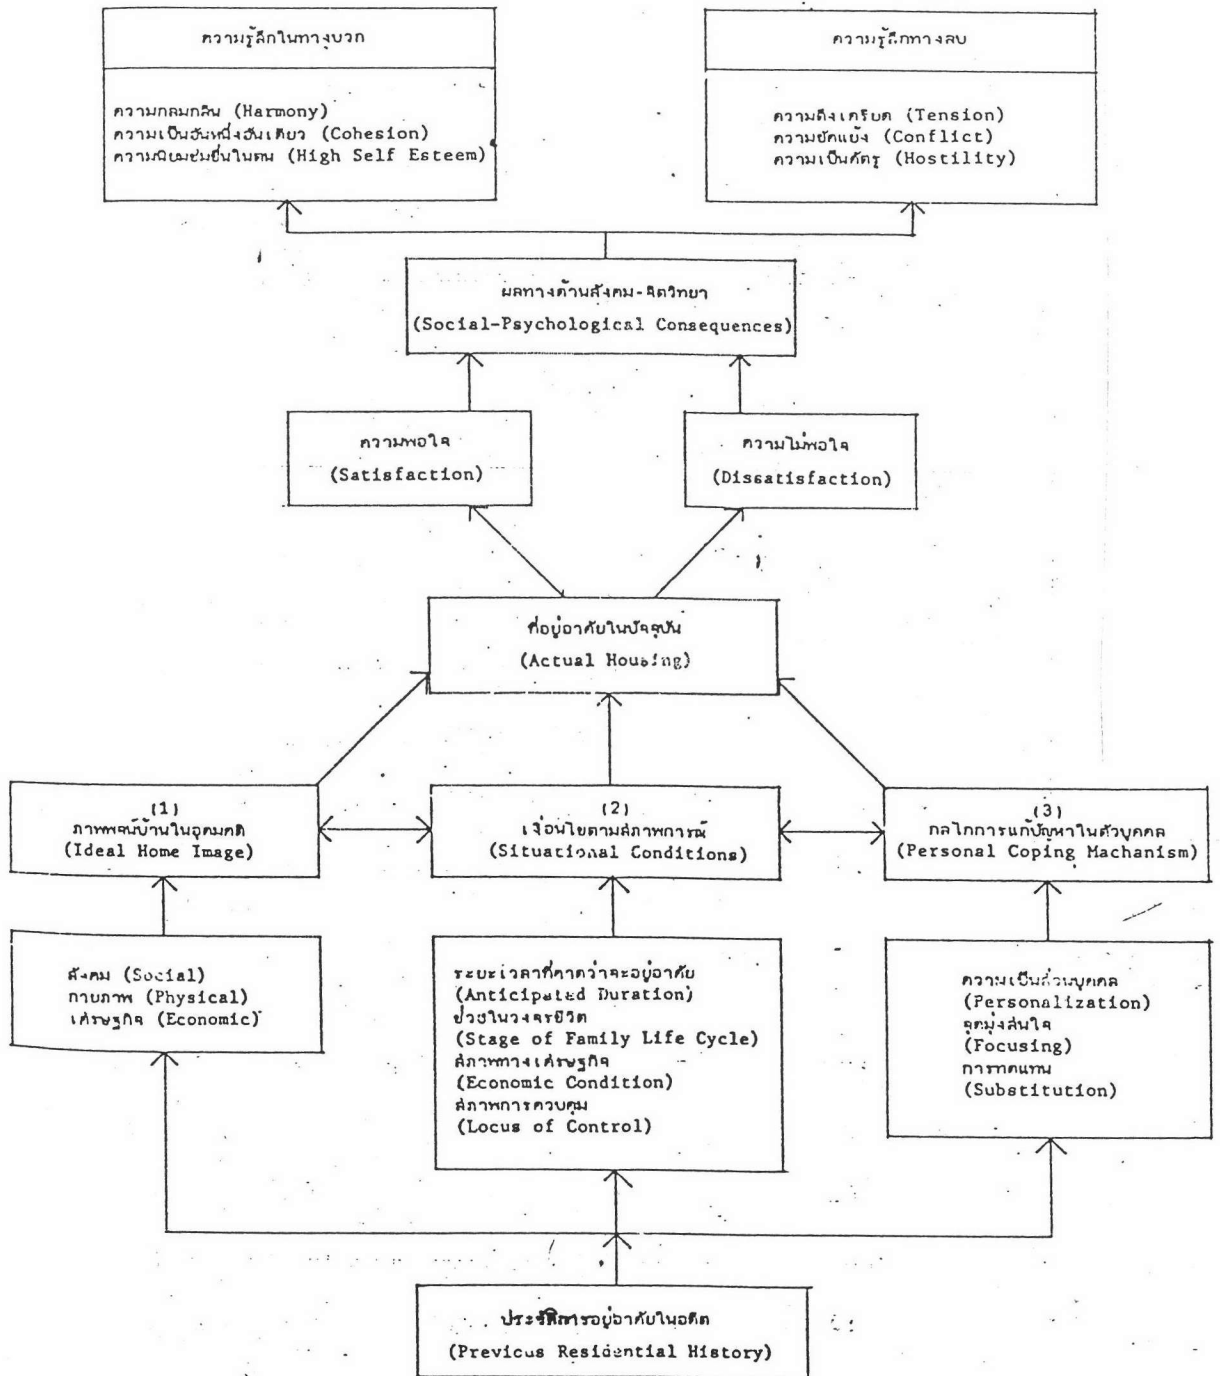 ความรู้สึกในทางบวก
ความกลมกลืน (Harmony)
ความเป็นอันหนึ่งอันเดียว (Cohesion)
ความนิยมชมชื่นในตน (High Self Esteem)
ความรู้สึกทางลบ
ความตึงเครียด (Tension)
ความขัดแย้ง (Conflict)
ความเป็นศัตรู (Hostility)
ผลทางด้านสังคม-จิตวิทยา
(Social-Psychological Consequences)
ความพอใจ
(Satisfaction)
ความไม่พอใจ
(Dissatisfaction)
ที่อยู่อาศัยในปัจจุบัน
(Actual Housing)
(1)
ภาพพจน์บ้านในอุดมคติ
(Ideal Home Image)
(2)
เงื่อนไขตามสภาพการณ์
(Situational Conditions)
(3)
กลไกการแก้ปัญหาในตัวบุคคล
(Personal Coping Machanism)
สังคม (Social)
กายภาพ (Physical)
เศรษฐกิจ (Economic)
ระยะเวลาที่คาดว่าจะอยู่อาศัย
(Anticipated Duration)
ช่วงในวงจรชีวิต
(Stage of Family Life Cycle)
สภาพทางเศรษฐกิจ
(Economic Condition)
สภาพการควบคุม
(Locus of Control)
ความเป็นส่วนบุคคล
(Personalization)
จุดมุ่งสนใจ
(Focusing)
การทดแทน
(Substitution)
ประวัติการอยู่อาศัยในอดีต
(Previous Residential History)